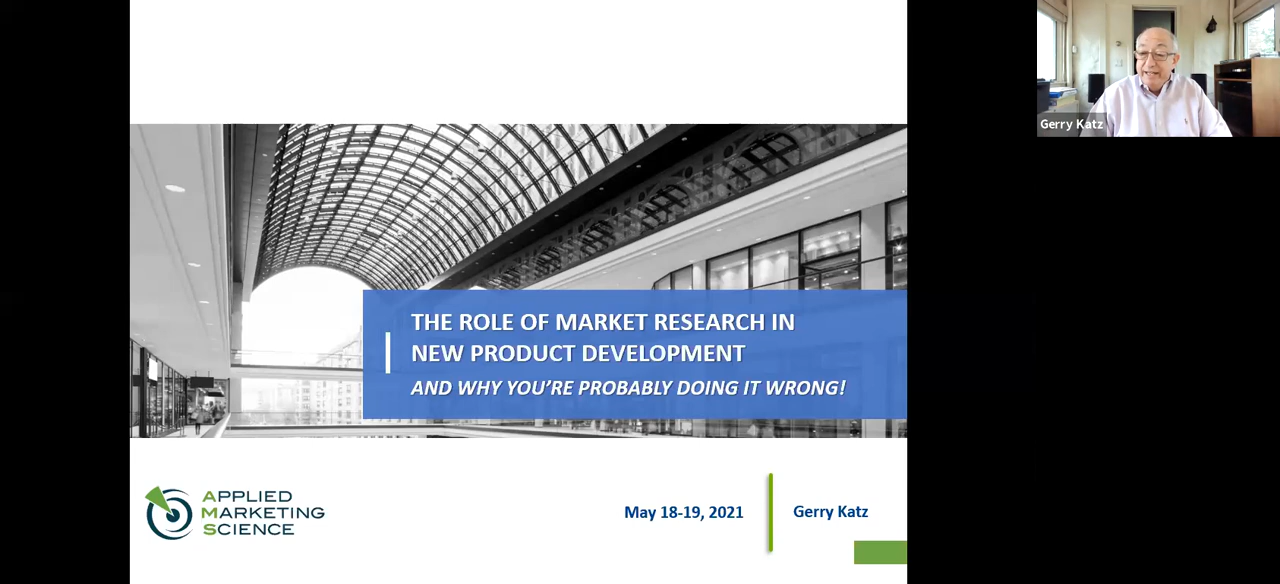 Gerry Katz
THE ROLE OF MARKET RESEARCH IN
NEW PRODUCT DEVELOPMENT
AND WHY YOU'RE PROBABLY DOING IT WRONG!
APPLIED
MARKETING
SCIENCE
May 18-19, 2021
Gerry Katz